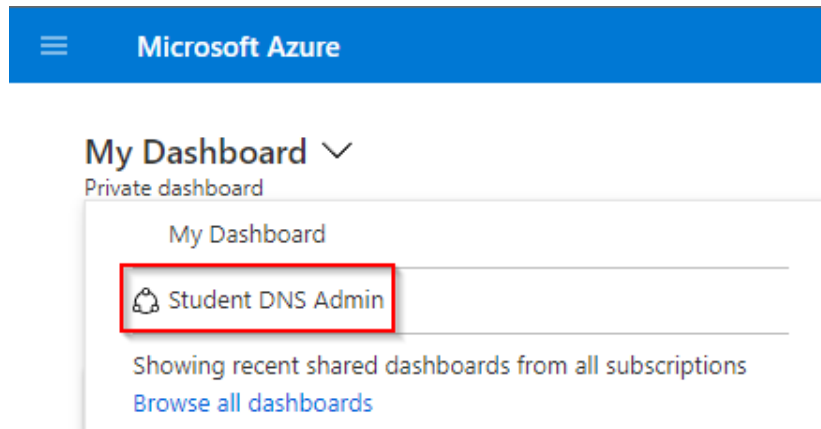 Microsoft Azure
My Dashboard
Private dashboard
My Dashboard
Student DNS Admin
Showing recent shared dashboards from all subscriptions
Browse all dashboards